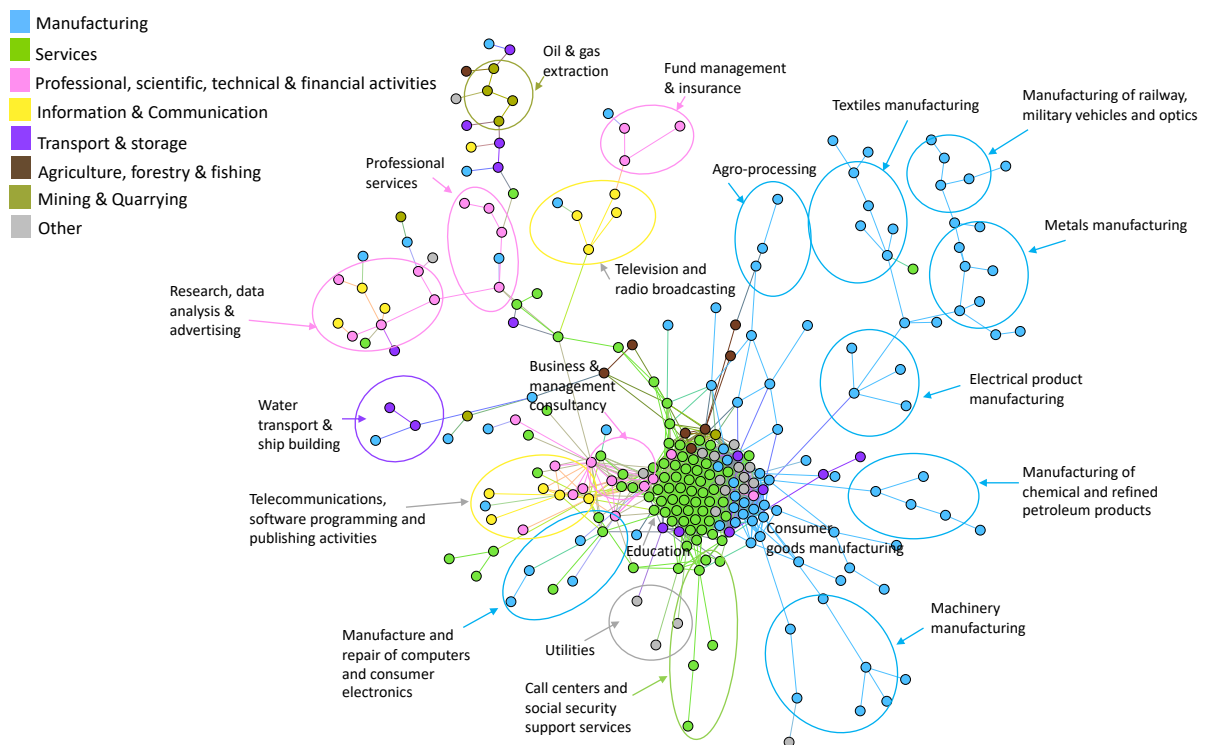 Manufacturing
Services
Professional, scientific, technical & financial activities
Information & Communication
Transport & storage
Agriculture, forestry & fishing
Mining & Quarrying
Other
Oil & gas
extraction
Fund management
& insurance
Textiles manufacturing
Manufacturing of railway,
military vehicles and optics
Professional
services
Agro-processing
Metals manufacturing
Television and
radio broadcasting
Research, data
analysis &
advertising
Business &
management
consultancy
Electrical product
manufacturing
Water
transport &
ship building
Manufacturing of
chemical and refined
petroleum products
Telecommunications,
software programming and
publishing activities
Consumer
goods manufacturing
Education
Machinery
manufacturing
Manufacture and
repair of computers
and consumer
electronics
Utilities
Call centers and
social security
support services